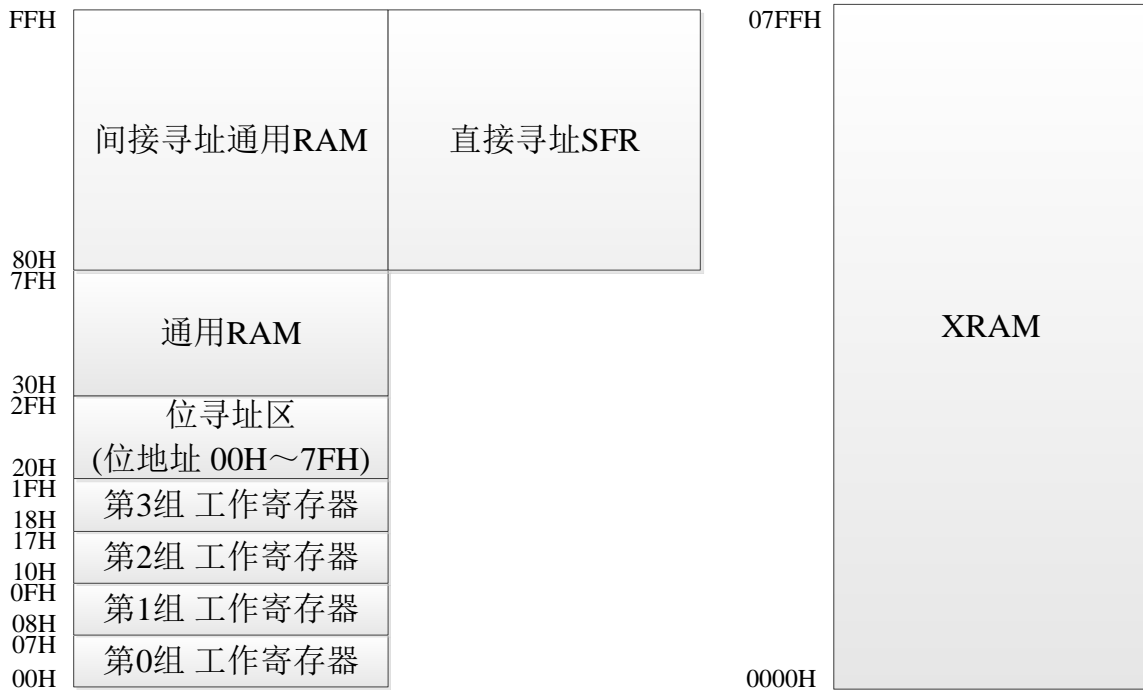 FFH
间接寻址通用RAM
直接寻址SFR
80H
7FH
通用RAM
30H
2FH
位寻址区
(位地址 00H～7FH)
20H
1FH
第3组 工作寄存器
18H
17H
第2组 工作寄存器
10H
0FH
第1组 工作寄存器
08H
07H
第0组 工作寄存器
00H
07FFH
XRAM
0000H